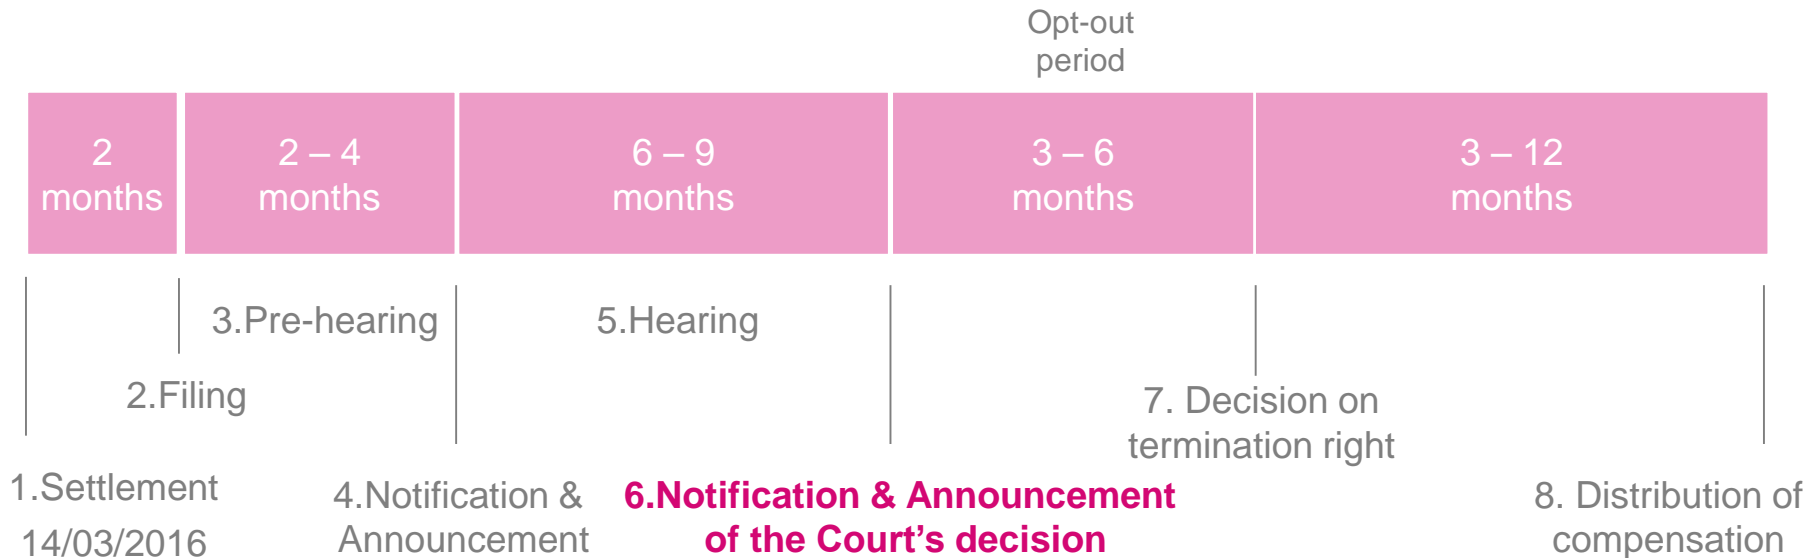 Opt-out
period
2
months
2 – 4
months
6 – 9
months
3 – 6
months
3 – 12
months
3.Pre-hearing
5.Hearing
2.Filing
7. Decision on
termination right
1.Settlement
14/03/2016
4.Notification &
Announcement
6.Notification & Announcement
of the Court's decision
8. Distribution of
compensation